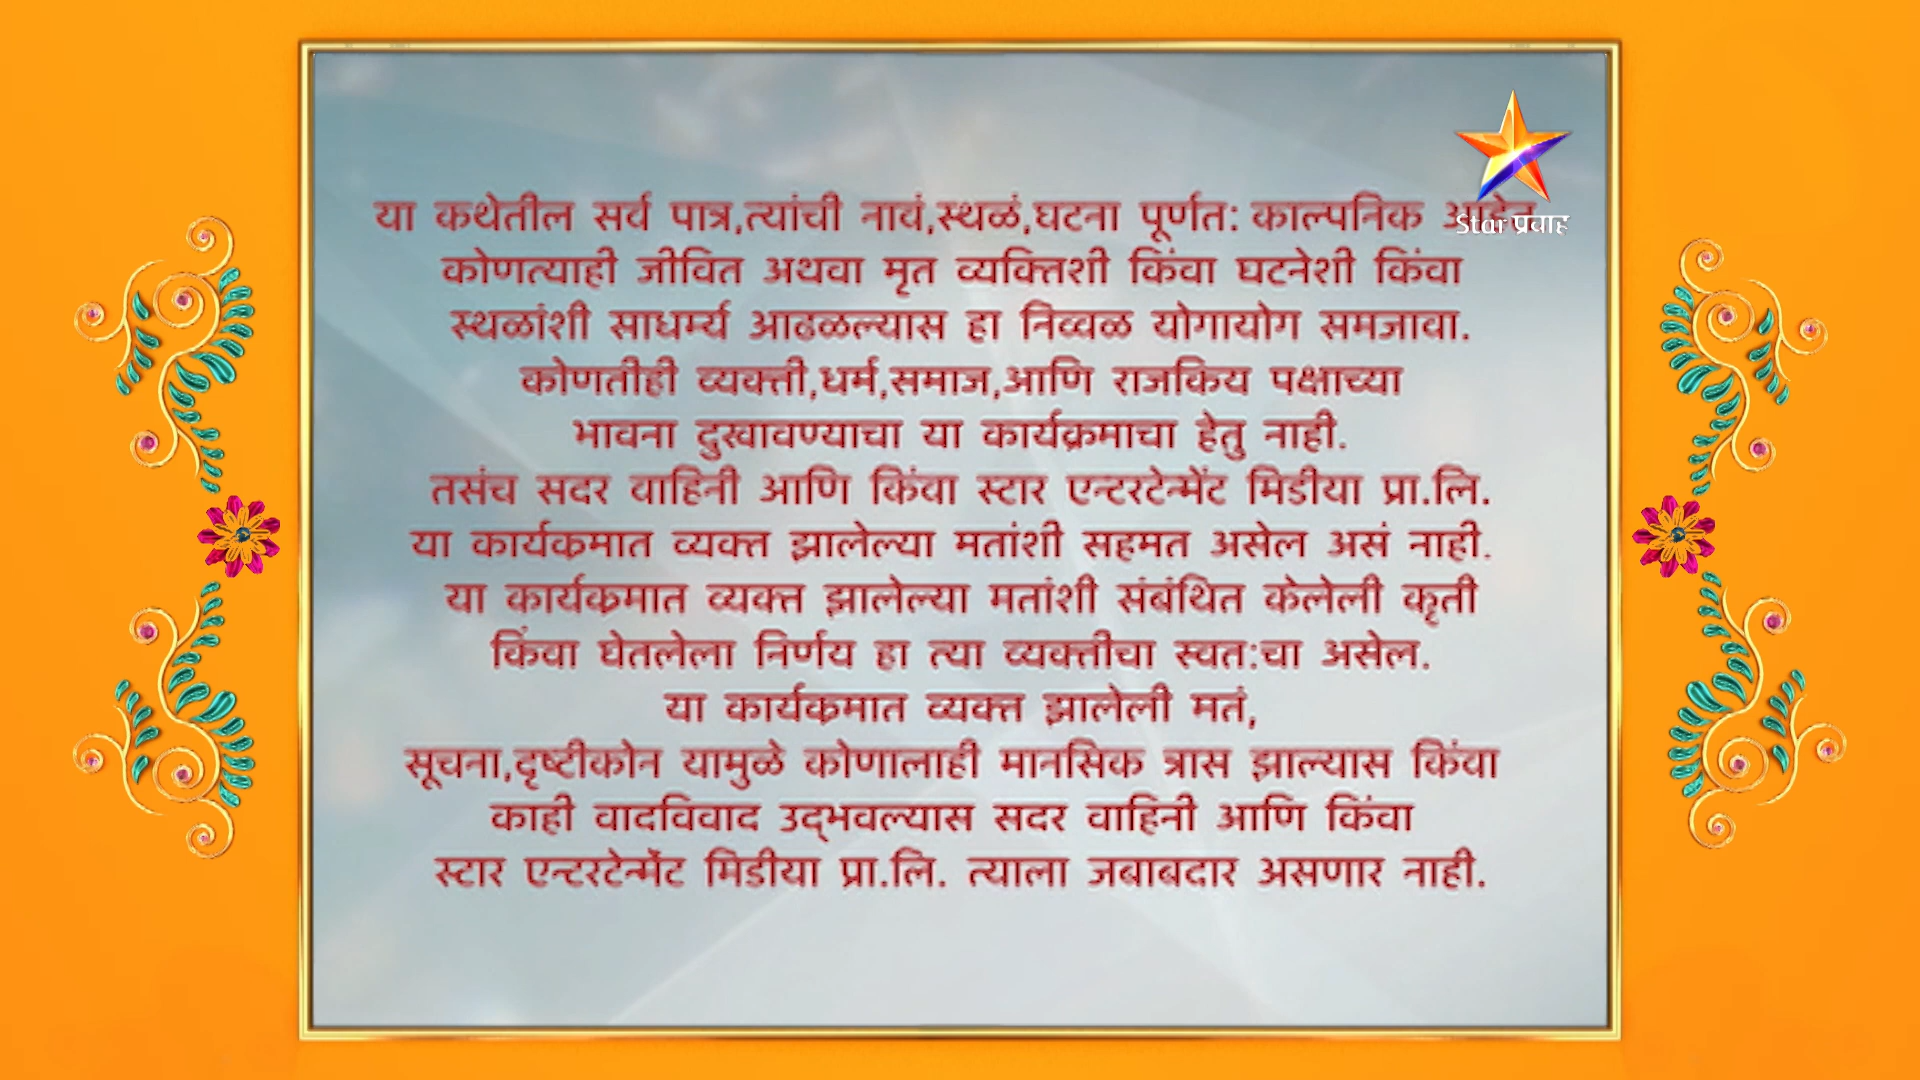 या कथेतील सर्व पात्र,त्यांची नावं,स्थळं,घटना पूर्णत: काल्पनिक
Star प्रवाह
कोणत्याही जीवित अथवा मृत व्यक्तिशी किंवा घटनेशी किंवा
स्थळांशी साधर्म्य आढळल्यास हा निव्वळ योगायोग समजावा.
कोणतीही व्यक्ती,धर्म,समाज,आणि राजकिय पक्षाच्या
भावना दुखावण्याचा या कार्यक्रमाचा हेतु नाही.
तसंच सदर वाहिनी आणि किंवा स्टार एन्टरटेन्मेंट मिडीया प्रा.लि.
या कार्यक्रमात व्यक्त झालेल्या मतांशी सहमत असेल असं नाही.
या कार्यक्रमात व्यक्त झालेल्या मतांशी संबंथित केलेली कृती
किंवा घेतलेला निर्णय हा त्या व्यक्तीचा स्वत:चा असेल.
या कार्यक्रमात व्यक्त झालेली मतं,
सूचना,दृष्टीकोन यामुळे कोणालाही मानसिक त्रास झाल्यास किंवा
काही वादविवाद उद्‌भवल्यास सदर वाहिनी आणि किंवा
स्टार एन्टरटेन्मेंट मिडीया प्रा.लि. त्याला जबाबदार असणार नाही.